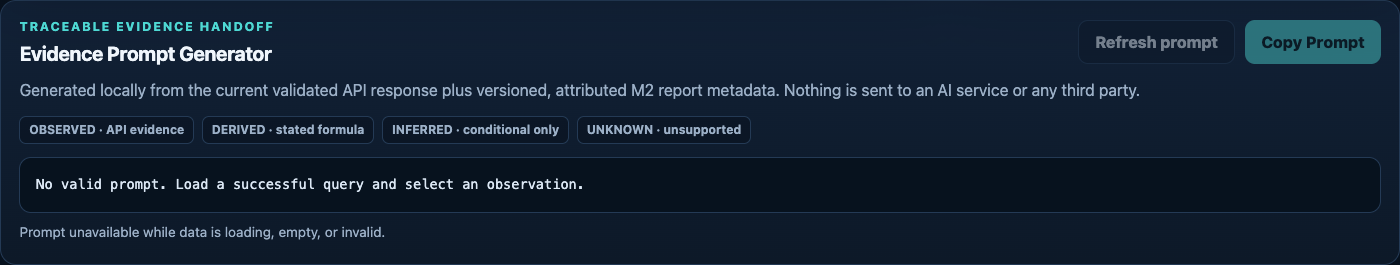 TRACEABLE EVIDENCE HANDOFF
Evidence Prompt Generator
Refresh prompt
Copy Prompt
Generated locally from the current validated API response plus versioned, attributed M2 report metadata. Nothing is sent to an AI service or any third party.
OBSERVED · API evidence
DERIVED · stated formula
INFERRED · conditional only
UNKNOWN · unsupported
No valid prompt. Load a successful query and select an observation.
Prompt unavailable while data is loading, empty, or invalid.